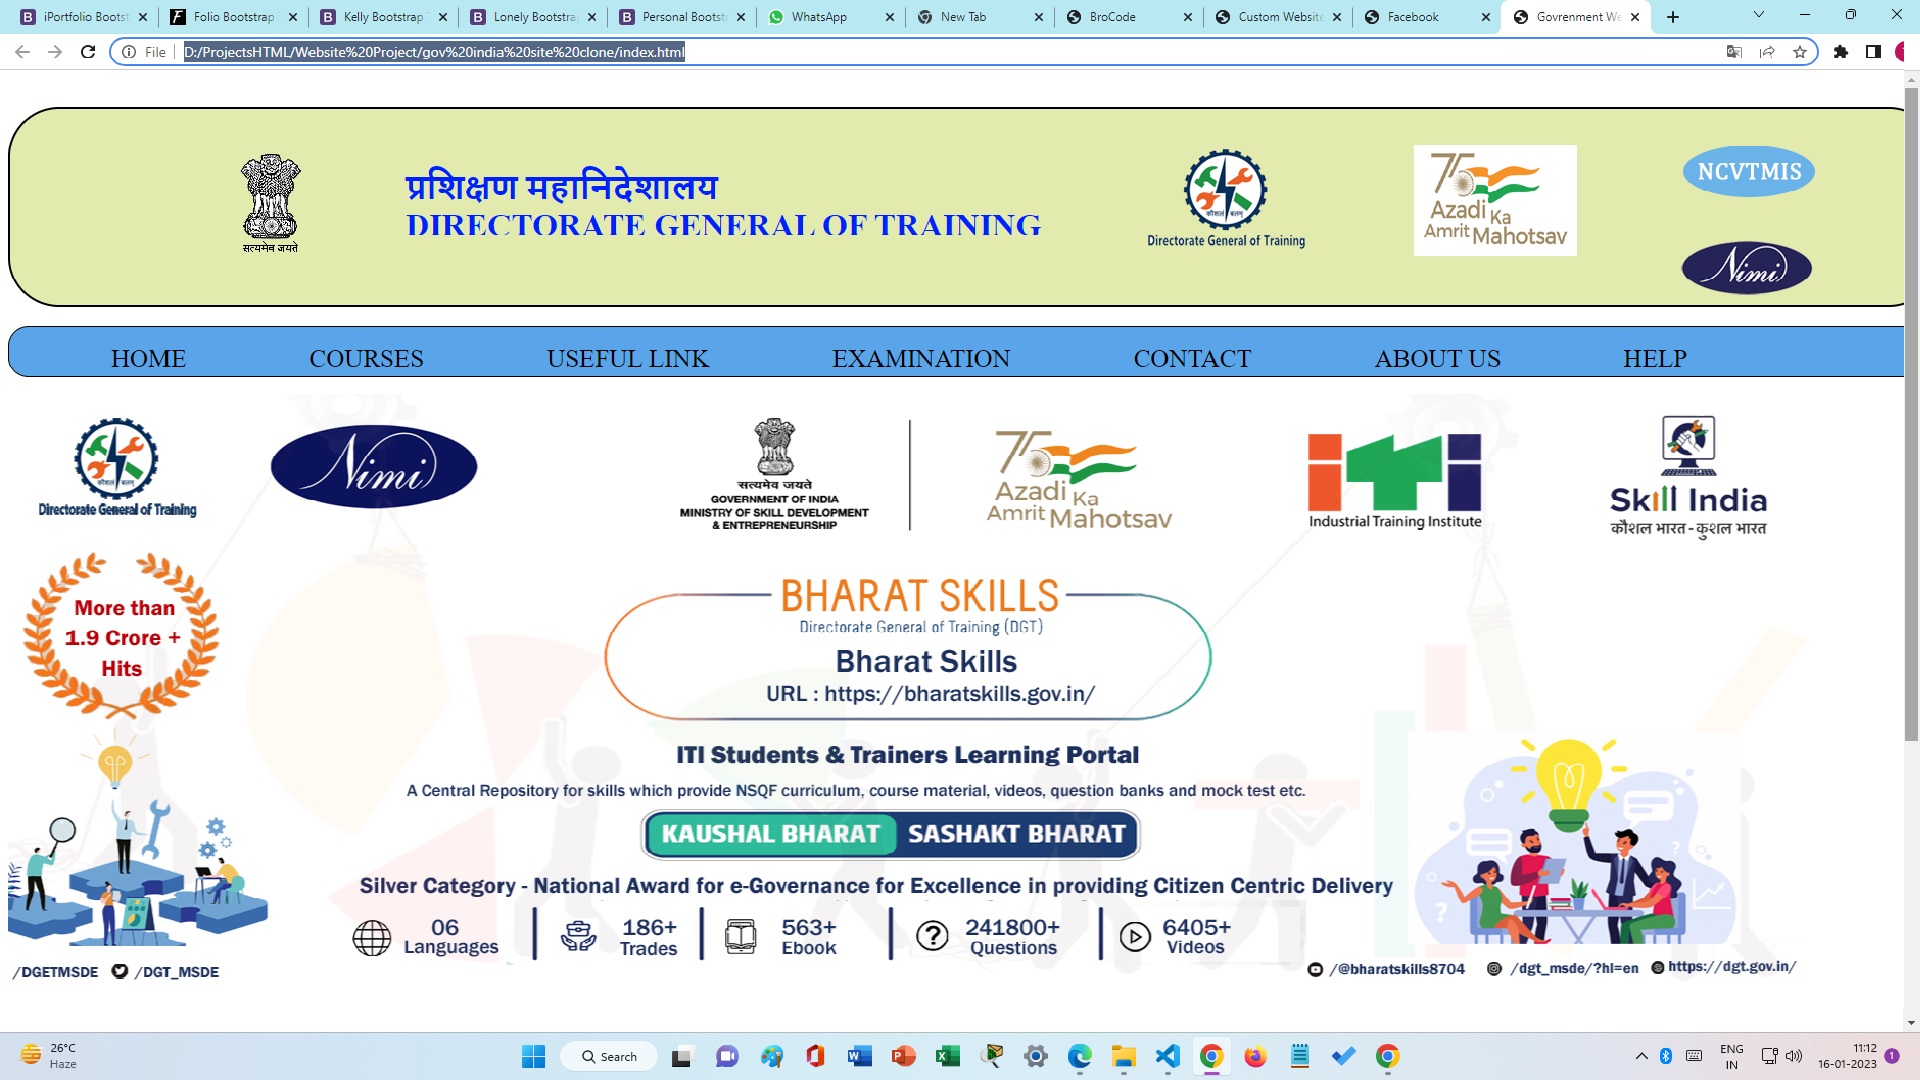 iPortfolio Bootst
Folio Bootstrap
Kelly Bootstrap T
Lonely Bootstrap
Personal Bootstr
WhatsApp
New Tab
BroCode
Custom Website
Facebook
Govrenment We
File
D:/ProjectsHTML/Website%20Project/gov%20india%20site%20clone/index.html
सत्यमेव जयते
प्रशिक्षण महानिदेशालय
DIRECTORATE GENERAL OF TRAINING
कौशलं बलम्
Directorate General of Training
75
Azadi Ka
Amrit Mahotsav
NCVTMIS
Nimi
HOME
COURSES
USEFUL LINK
EXAMINATION
CONTACT
ABOUT US
HELP
कौशलं बलम्
Directorate General of Training
Nimi
सत्यमेव जयते
GOVERNMENT OF INDIA
MINISTRY OF SKILL DEVELOPMENT
& ENTREPRENEURSHIP
75
Azadi Ka
Amrit Mahotsav
iTi
Industrial Training Institute
Skill India
कौशल भारत - कुशल भारत
More than
1.9 Crore +
Hits
BHARAT SKILLS
Directorate General of Training (DGT)
Bharat Skills
URL : https://bharatskills.gov.in/
ITI Students & Trainers Learning Portal
A Central Repository for skills which provide NSQF curriculum, course material, videos, question banks and mock test etc.
KAUSHAL BHARAT SASHAKT BHARAT
Silver Category - National Award for e-Governance for Excellence in providing Citizen Centric Delivery
06
Languages
186+
Trades
563+
Ebook
241800+
Questions
6405+
Videos
/DGETMSDE
/DGT_MSDE
/@bharatskills8704
/dgt_msde/?hl=en
https://dgt.gov.in/
26°C
Haze
Search
ENG
IN
11:12
16-01-2023
1